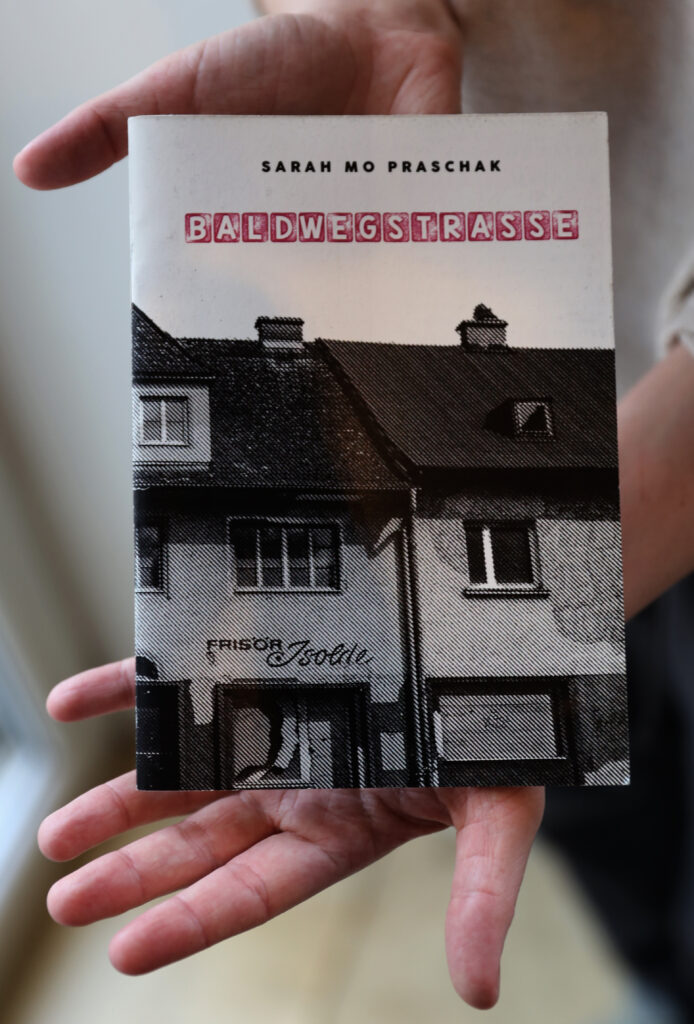 SARAH MO PRASCHAK
BALDWEGSTRASSE
FRISÖR Isolde